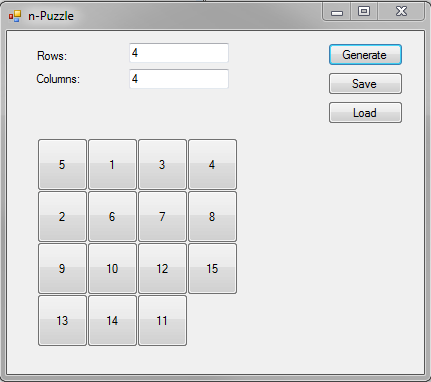 n-Puzzle
Rows: 4 Generate
Columns: 4 Save
Load
5 1 3 4
2 6 7 8
9 10 12 15
13 14 11